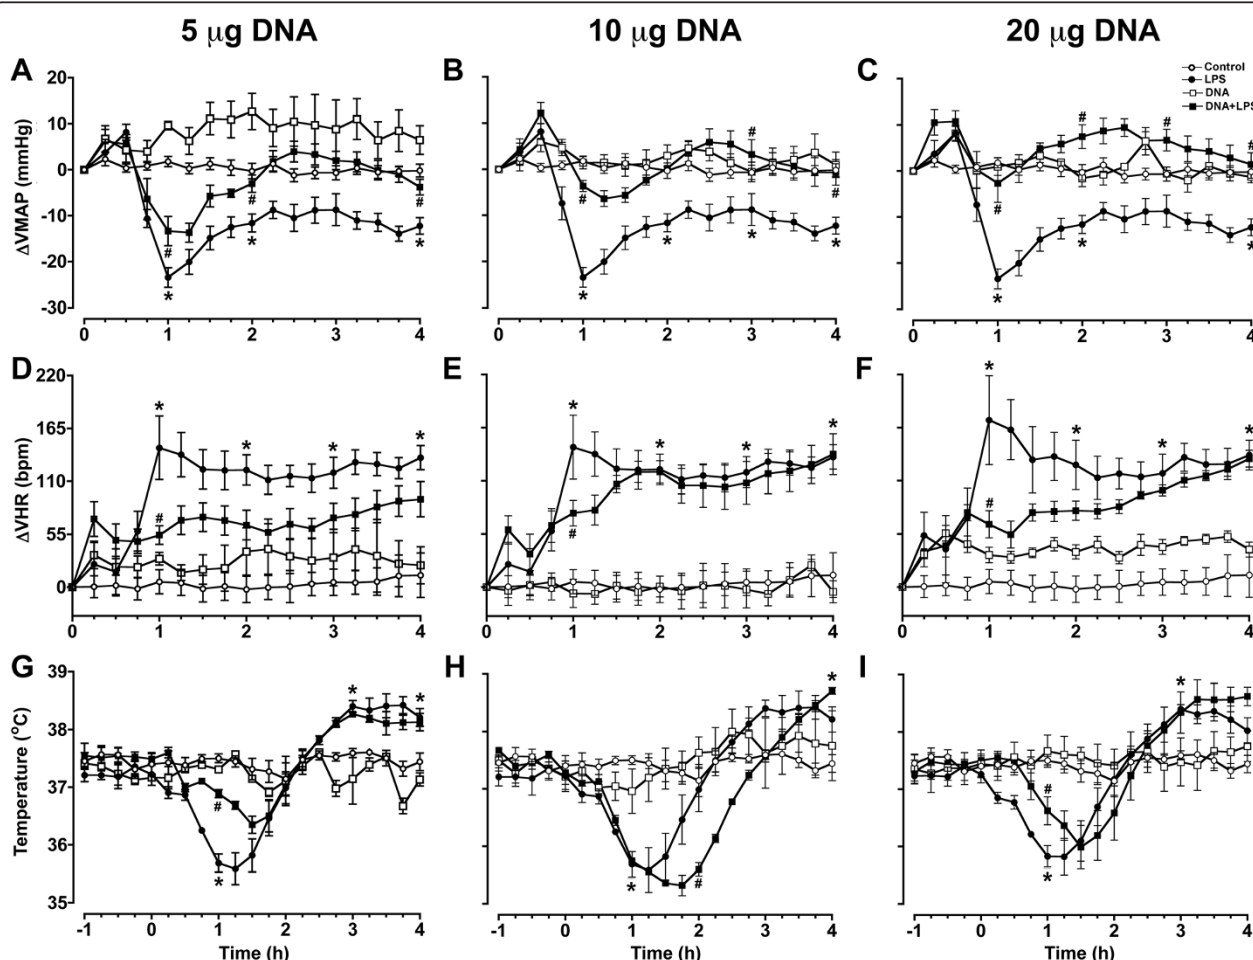 5 µg DNA 10 µg DNA 20 µg DNA
A B C
Control
LPS
DNA
DNA+LPS
ΔVMAP (mmHg)
20
10
0
-10
-20
-30
# # * * *
# # # * * *
# # # # * * *
0 1 2 3 4
0 1 2 3 4
0 1 2 3 4
D E F
ΔVHR (bpm)
220
165
110
55
0
* * * * #
* * * * #
* * * * #
0 1 2 3 4
0 1 2 3 4
0 1 2 3 4
G H I
Temperature (°C)
39
38
37
36
35
* * # *
* # *
* # *
-1 0 1 2 3 4
-1 0 1 2 3 4
-1 0 1 2 3 4
Time (h) Time (h) Time (h)